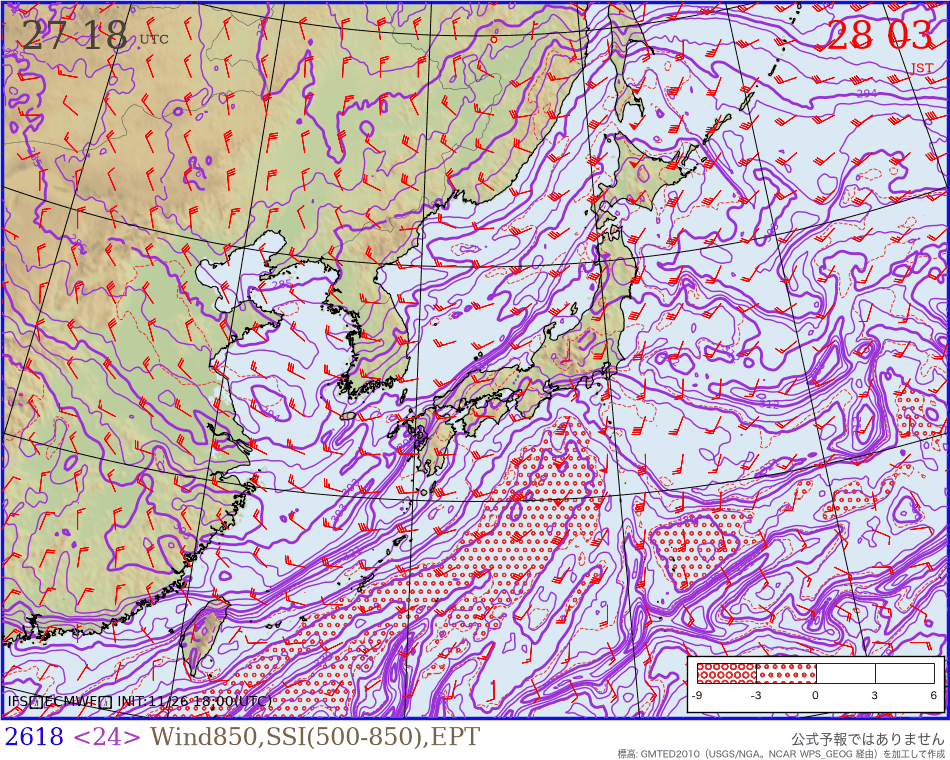 27 18 UTC
28 03
JST
294
285
IFS ECMWF INIT:11/26 18:00(UTC)
-9 -3 0 3 6
2618 <24> Wind850,SSI(500-850),EPT
公式予報ではありません
標高: GMTED2010（USGS/NGA。NCAR WPS_GEOG 経由）を加工して作成